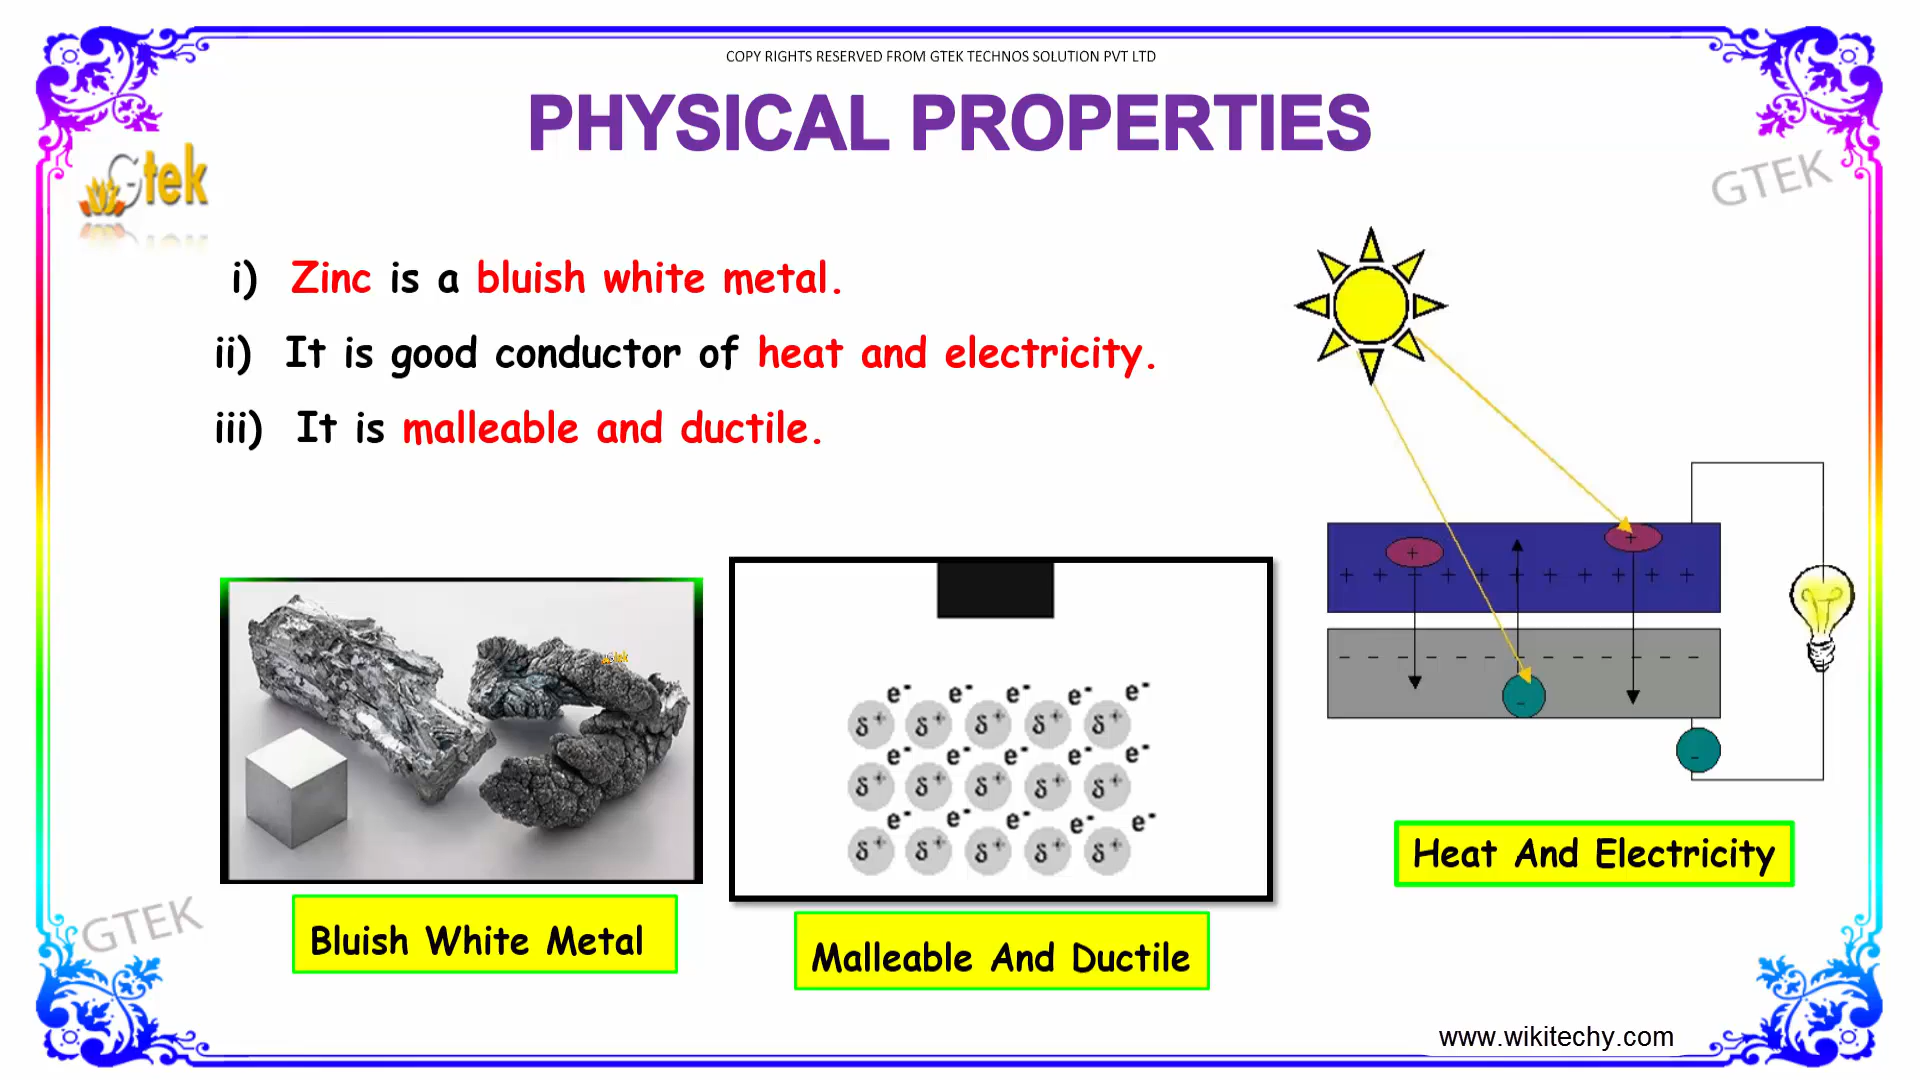 COPY RIGHTS RESERVED FROM GTEK TECHNOS SOLUTION PVT LTD
PHYSICAL PROPERTIES
Gtek
GTEK
i) Zinc is a bluish white metal.
ii) It is good conductor of heat and electricity.
iii) It is malleable and ductile.
+ +
+ + + + + + + + + + +
- - - - - - - - - - - - -
-
-
e- e- e- e- e-
δ+ δ+ δ+ δ+ δ+
e- e- e- e- e-
δ+ δ+ δ+ δ+ δ+
e- e- e- e- e-
δ+ δ+ δ+ δ+ δ+
Heat And Electricity
GTEK
Bluish White Metal
Malleable And Ductile
www.wikitechy.com